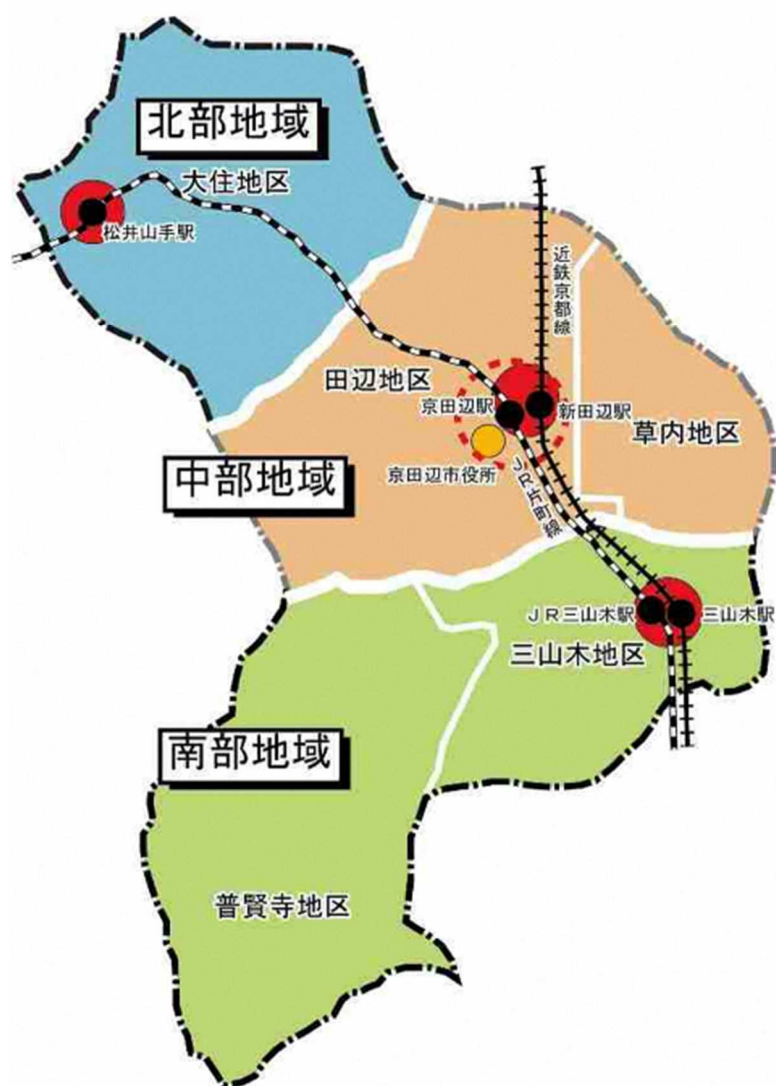 北部地域
大住地区
松井山手駅
近鉄京都線
田辺地区
京田辺駅
新田辺駅
草内地区
京田辺市役所
中部地域
JR片町線
JR三山木駅
三山木駅
三山木地区
南部地域
普賢寺地区